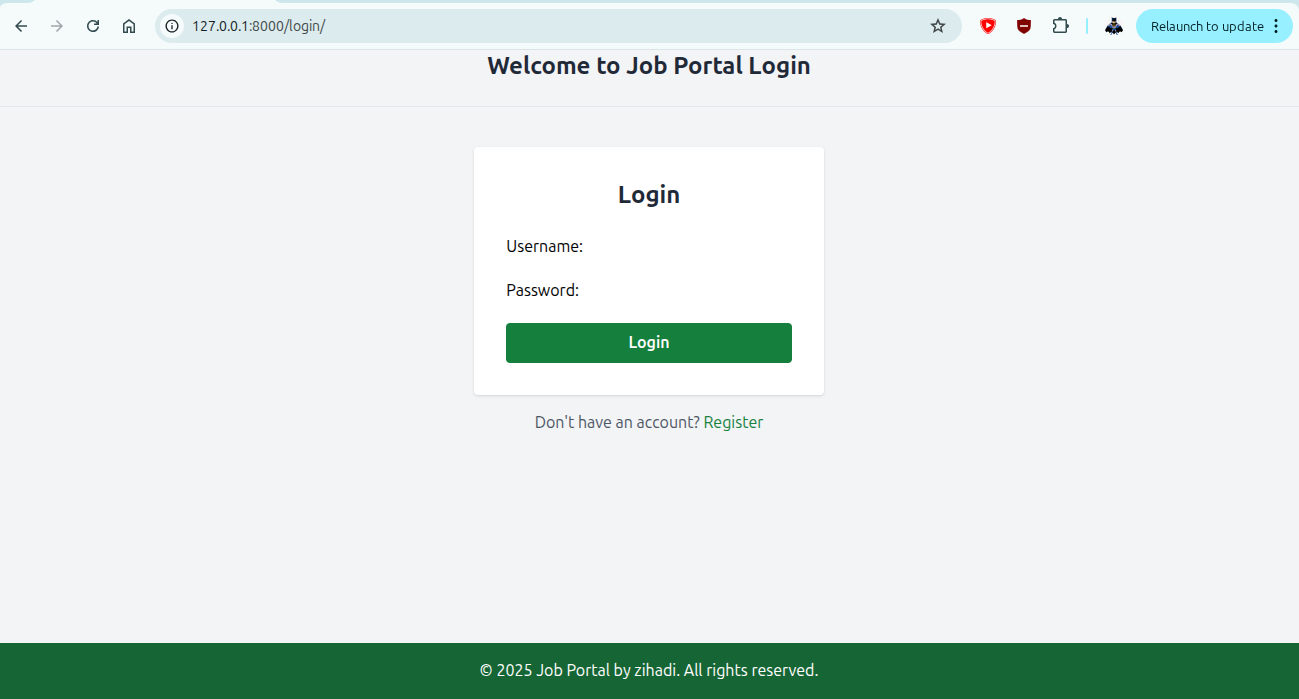 127.0.0.1:8000/login/
Relaunch to update
Welcome to Job Portal Login
Login
Username:
Password:
Login
Don't have an account? Register
© 2025 Job Portal by zihadi. All rights reserved.